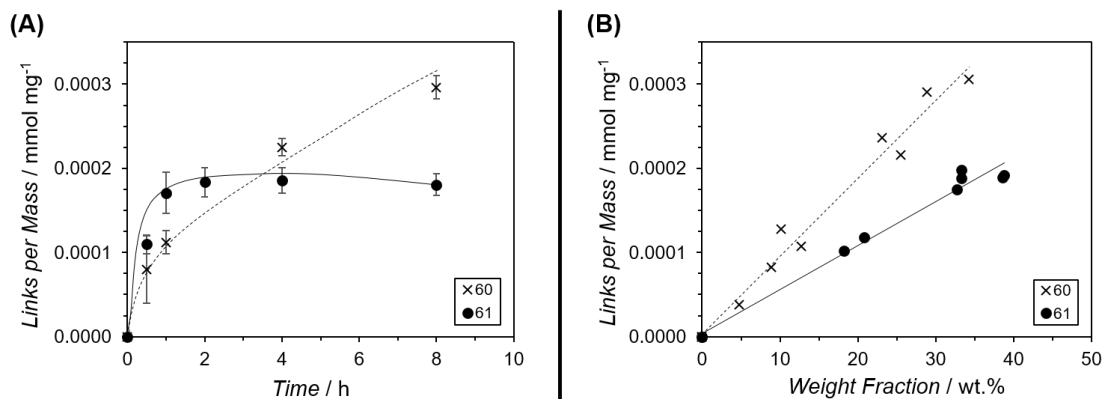 (A)
Links per Mass / mmol mg⁻¹
0.0003
0.0002
0.0001
0.0000
0 2 4 6 8 10
Time / h
60
61
(B)
Links per Mass / mmol mg⁻¹
0.0003
0.0002
0.0001
0.0000
0 10 20 30 40 50
Weight Fraction / wt.%
60
61